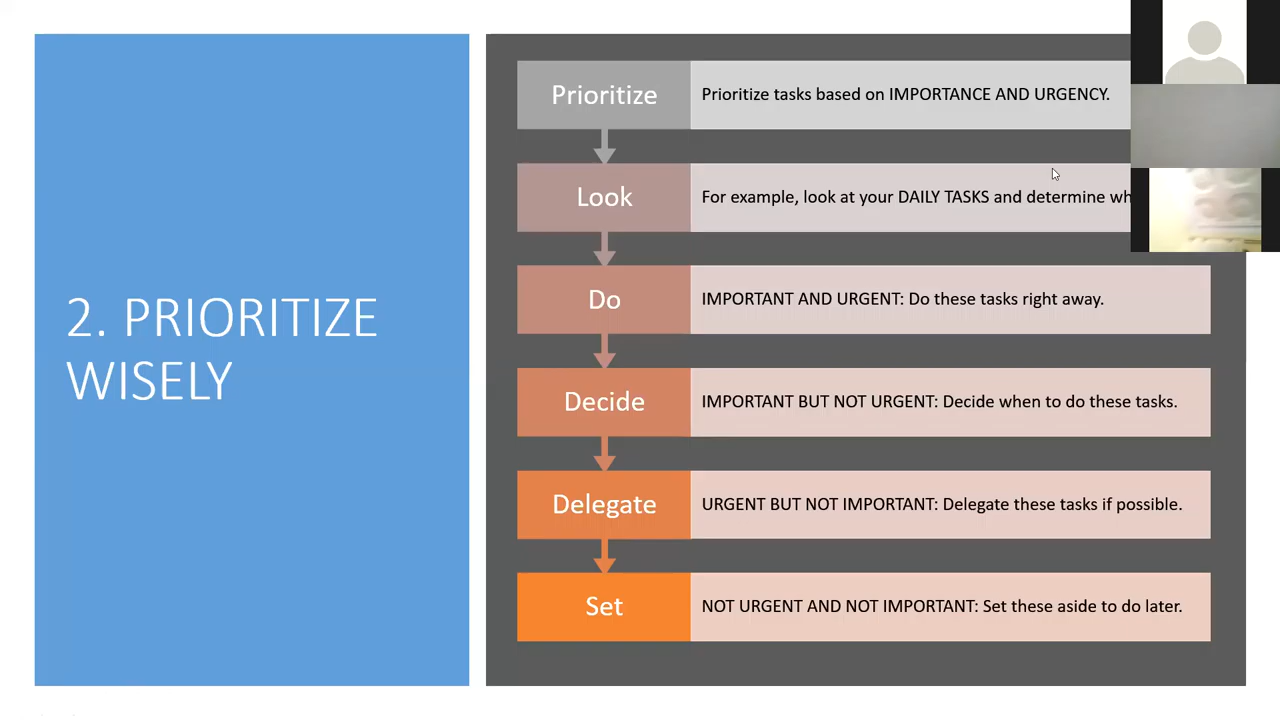 2. PRIORITIZE
WISELY
Prioritize
Prioritize tasks based on IMPORTANCE AND URGENCY.
Look
For example, look at your DAILY TASKS and determine wh
Do
IMPORTANT AND URGENT: Do these tasks right away.
Decide
IMPORTANT BUT NOT URGENT: Decide when to do these tasks.
Delegate
URGENT BUT NOT IMPORTANT: Delegate these tasks if possible.
Set
NOT URGENT AND NOT IMPORTANT: Set these aside to do later.